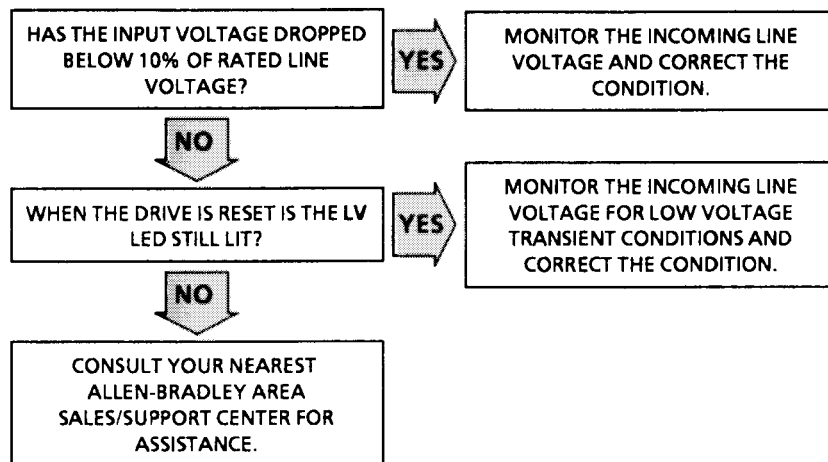 HAS THE INPUT VOLTAGE DROPPED
BELOW 10% OF RATED LINE
VOLTAGE?
YES
MONITOR THE INCOMING LINE
VOLTAGE AND CORRECT THE
CONDITION.
NO
WHEN THE DRIVE IS RESET IS THE LV
LED STILL LIT?
YES
MONITOR THE INCOMING LINE
VOLTAGE FOR LOW VOLTAGE
TRANSIENT CONDITIONS AND
CORRECT THE CONDITION.
NO
CONSULT YOUR NEAREST
ALLEN-BRADLEY AREA
SALES/SUPPORT CENTER FOR
ASSISTANCE.